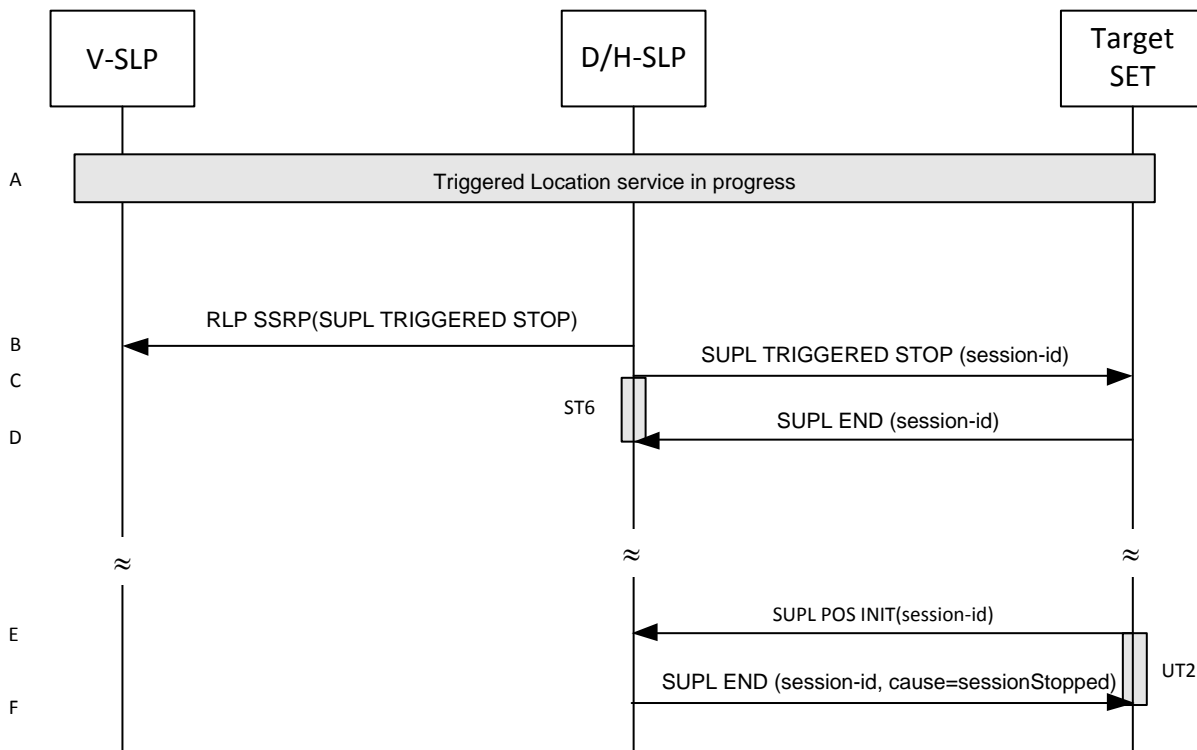 V-SLP
D/H-SLP
Target
SET
A
Triggered Location service in progress
RLP SSRP(SUPL TRIGGERED STOP)
B
SUPL TRIGGERED STOP (session-id)
C
ST6
SUPL END (session-id)
D
≈
≈
≈
SUPL POS INIT(session-id)
E
UT2
SUPL END (session-id, cause=sessionStopped)
F